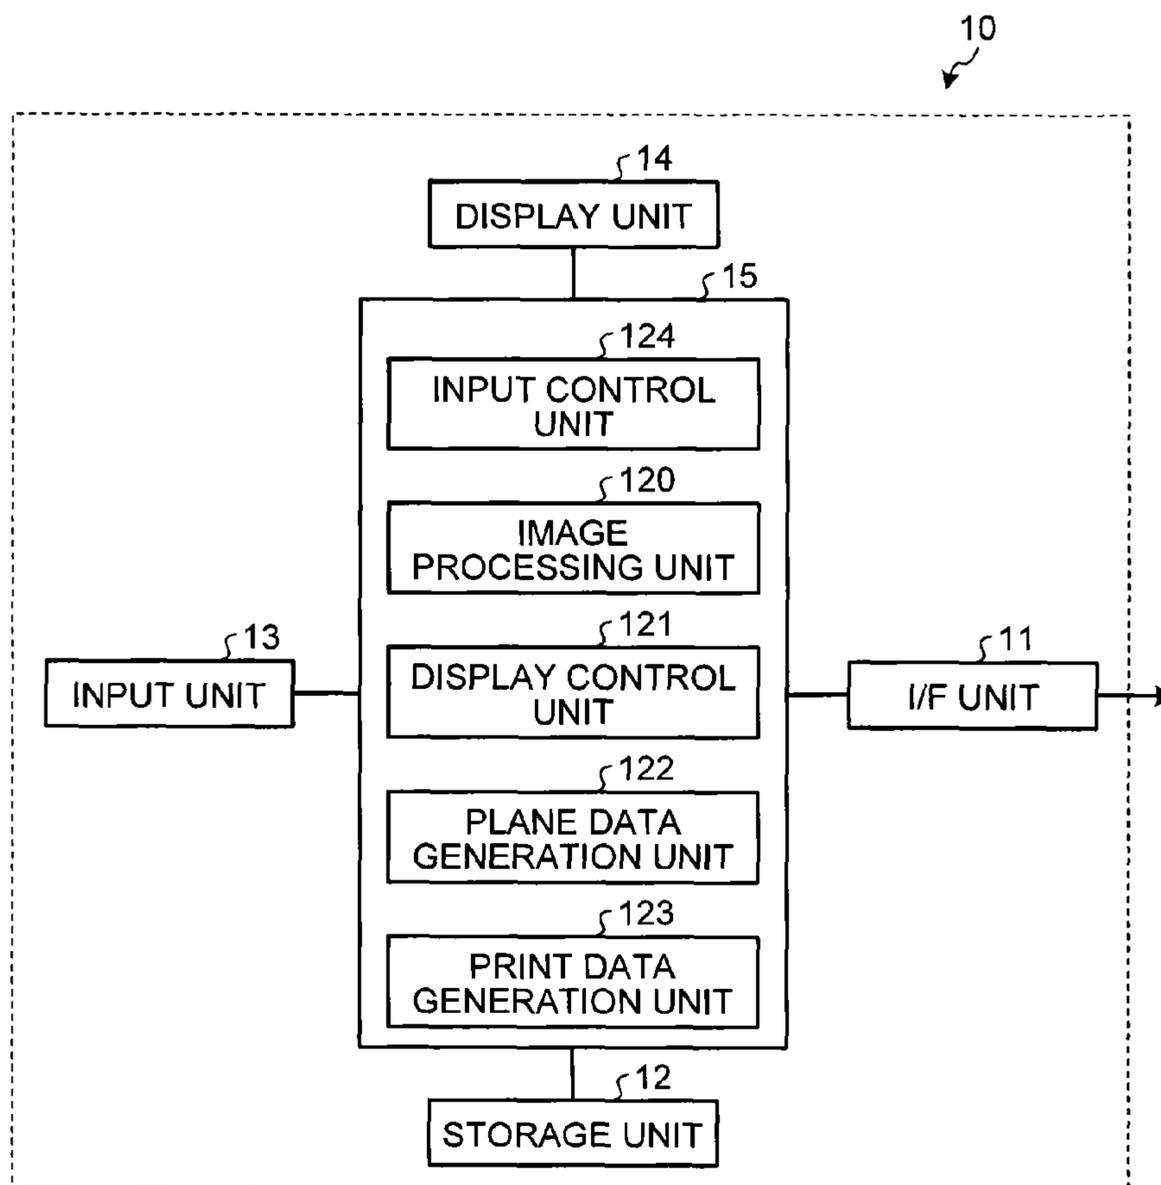 10
14
DISPLAY UNIT
15
124
INPUT CONTROL
UNIT
120
IMAGE
PROCESSING UNIT
13
INPUT UNIT
121
DISPLAY CONTROL
UNIT
11
I/F UNIT
122
PLANE DATA
GENERATION UNIT
123
PRINT DATA
GENERATION UNIT
12
STORAGE UNIT